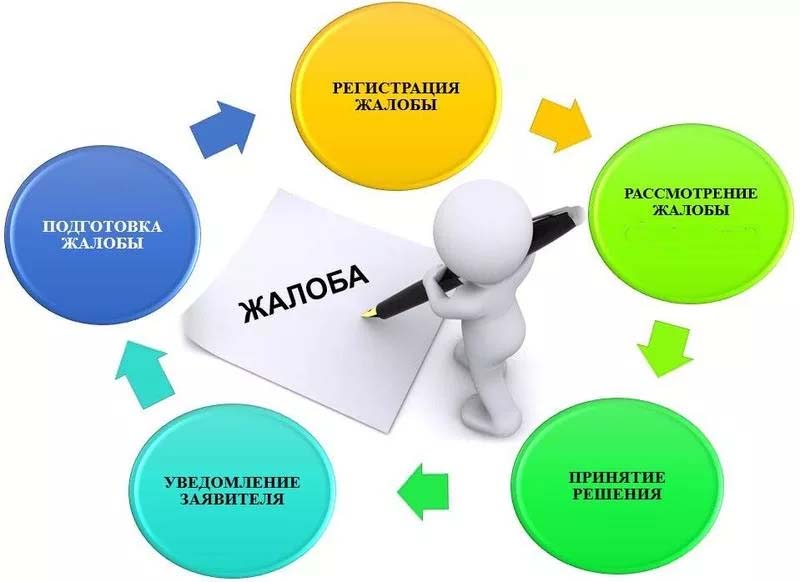 РЕГИСТРАЦИЯ
ЖАЛОБЫ
РАССМОТРЕНИЕ
ЖАЛОБЫ
ПРИНЯТИЕ
РЕШЕНИЯ
УВЕДОМЛЕНИЕ
ЗАЯВИТЕЛЯ
ПОДГОТОВКА
ЖАЛОБЫ
ЖАЛОБА